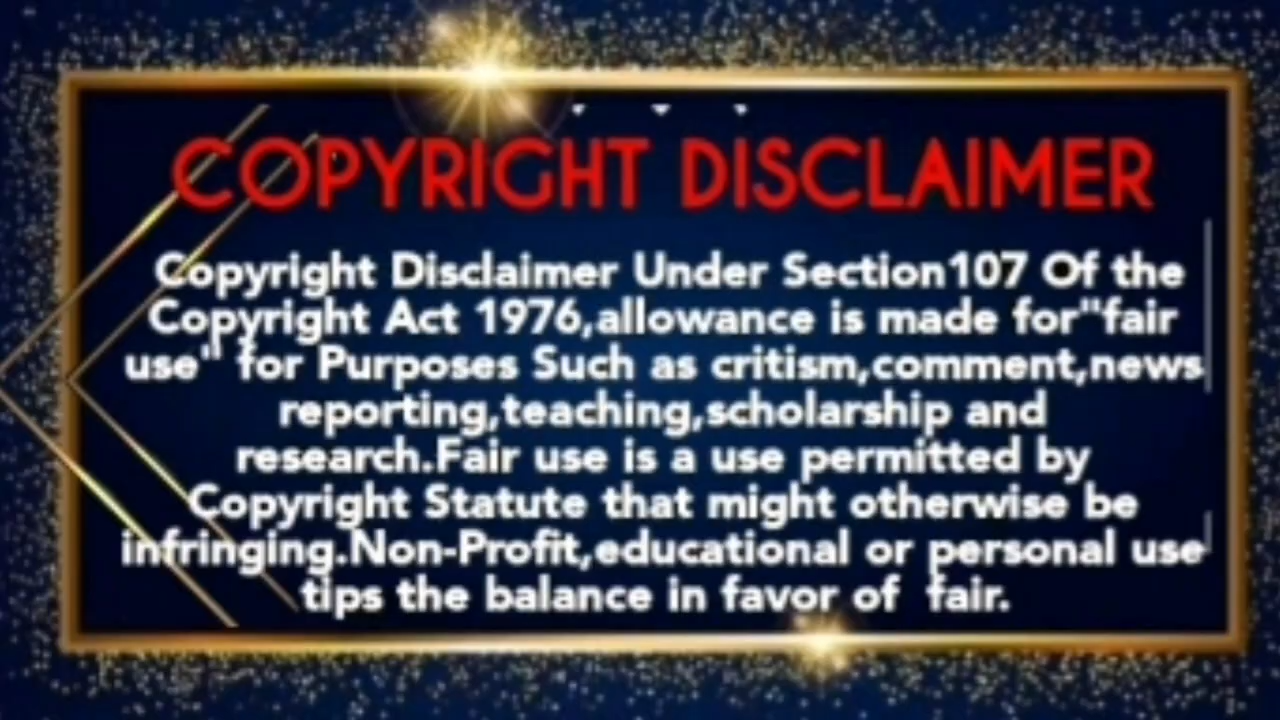 COPYRIGHT DISCLAIMER
Copyright Disclaimer Under Section107 Of the
Copyright Act 1976,allowance is made for"fair
use" for Purposes Such as critism,comment,news
reporting,teaching,scholarship and
research.Fair use is a use permitted by
Copyright Statute that might otherwise be
infringing.Non-Profit,educational or personal use
tips the balance in favor of fair.